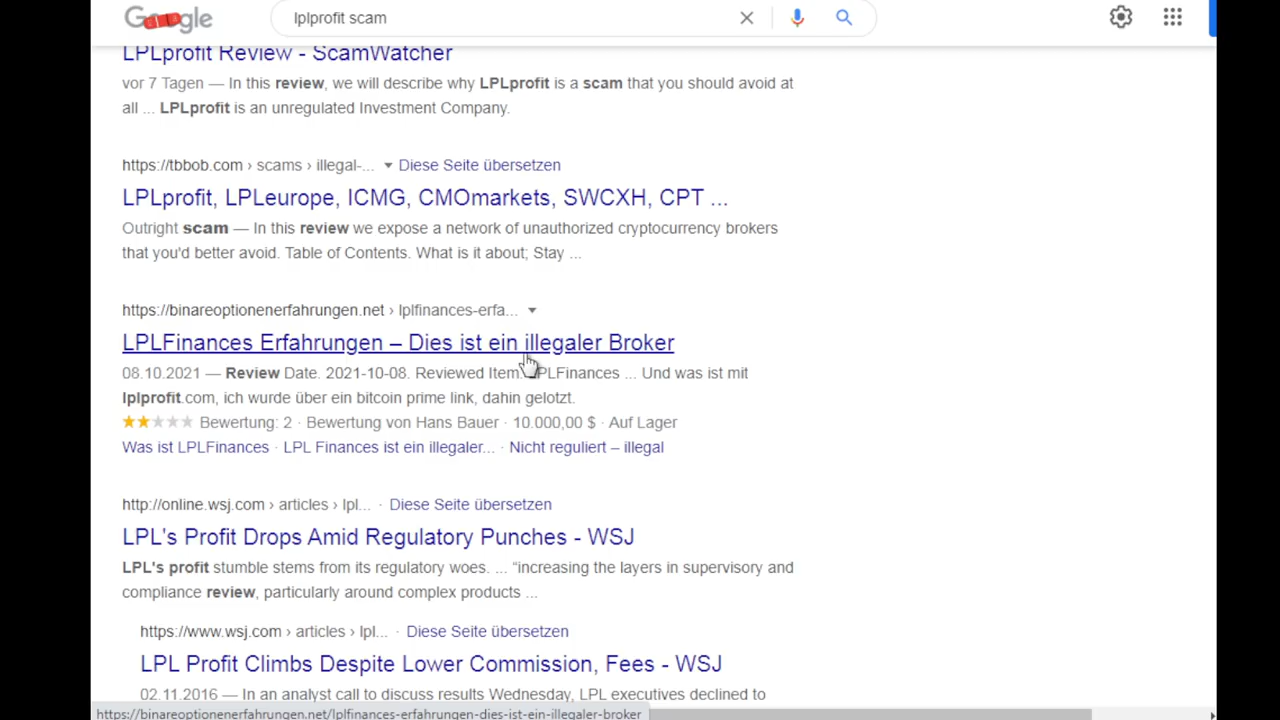 Google
lplprofit scam
LPLprofit Review - ScamWatcher
vor 7 Tagen — In this review, we will describe why LPLprofit is a scam that you should avoid at
all ... LPLprofit is an unregulated Investment Company.
https://tbbob.com › scams › illegal-... Diese Seite übersetzen
LPLprofit, LPLeurope, ICMG, CMOmarkets, SWCXH, CPT ...
Outright scam — In this review we expose a network of unauthorized cryptocurrency brokers
that you'd better avoid. Table of Contents. What is it about; Stay ...
https://binareoptionenerfahrungen.net › lplfinances-erfa...
LPLFinances Erfahrungen – Dies ist ein illegaler Broker
08.10.2021 — Review Date. 2021-10-08. Reviewed Item. LPLFinances ... Und was ist mit
lplprofit.com, ich wurde über ein bitcoin prime link, dahin gelotzt.
Bewertung: 2 · Bewertung von Hans Bauer · 10.000,00 $ · Auf Lager
Was ist LPLFinances · LPL Finances ist ein illegaler... · Nicht reguliert – illegal
http://online.wsj.com › articles › lpl... · Diese Seite übersetzen
LPL's Profit Drops Amid Regulatory Punches - WSJ
LPL's profit stumble stems from its regulatory woes. ... “increasing the layers in supervisory and
compliance review, particularly around complex products ...
https://www.wsj.com › articles › lpl... · Diese Seite übersetzen
LPL Profit Climbs Despite Lower Commission, Fees - WSJ
02.11.2016 — In an analyst call to discuss results Wednesday, LPL executives declined to
https://binareoptionenerfahrungen.net/lplfinances-erfahrungen-dies-ist-ein-illegaler-broker